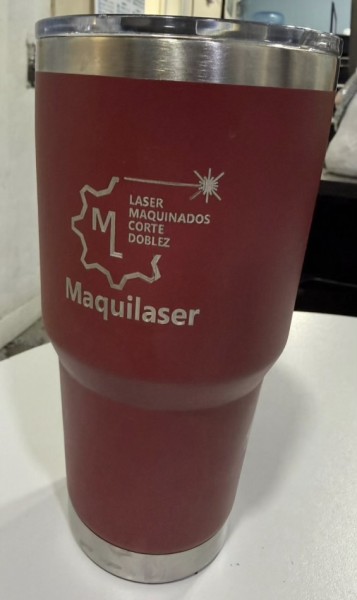 LASER
MAQUINADOS
CORTE
DOBLEZ
ML
Maquilaser